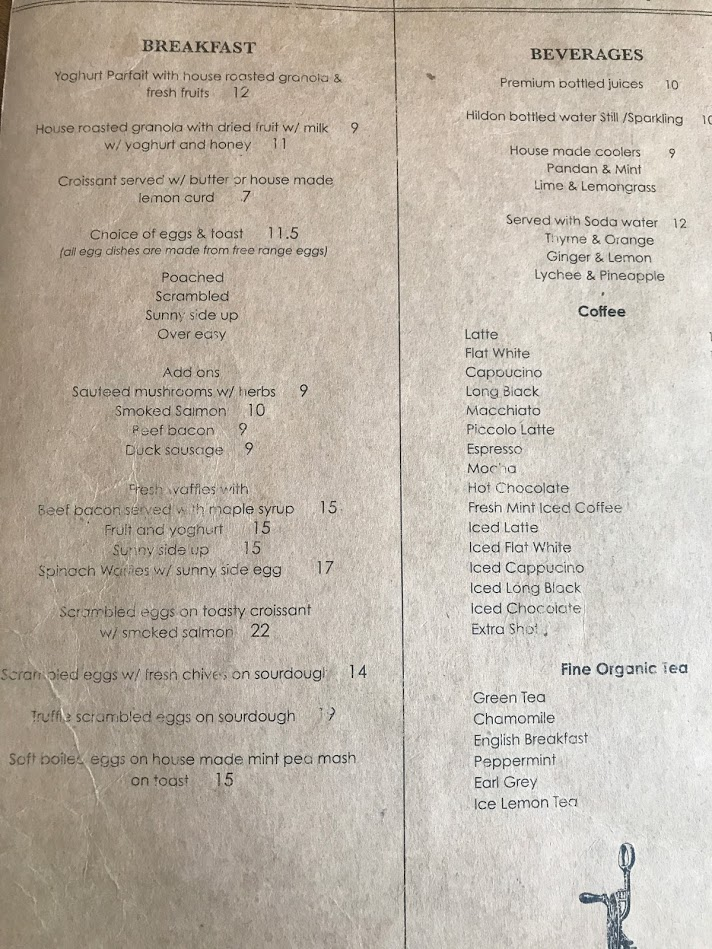 BREAKFAST
Yoghurt Parfait with house roasted granola &
fresh fruits 12
House roasted granola with dried fruit w/ milk 9
w/ yoghurt and honey 11
Croissant served w/ butter or house made
lemon curd 7
Choice of eggs & toast 11.5
(all egg dishes are made from free range eggs)
Poached
Scrambled
Sunny side up
Over easy
Add ons
Sauteed mushrooms w/ herbs 9
Smoked Salmon 10
Beef bacon 9
Duck sausage 9
Fresh waffles with
Beef bacon served with maple syrup 15
Fruit and yoghurt 15
Sunny side up 15
Spinach Waffles w/ sunny side egg 17
Scrambled eggs on toasty croissant
w/ smoked salmon 22
Scrambled eggs w/ fresh chives on sourdough 14
Truffle scrambled eggs on sourdough 19
Soft boiled eggs on house made mint pea mash
on toast 15
BEVERAGES
Premium bottled juices 10
Hildon bottled water Still /Sparkling 10
House made coolers 9
Pandan & Mint
Lime & Lemongrass
Served with Soda water 12
Thyme & Orange
Ginger & Lemon
Lychee & Pineapple
Coffee
Latte
Flat White
Cappucino
Long Black
Macchiato
Piccolo Latte
Espresso
Mocha
Hot Chocolate
Fresh Mint Iced Coffee
Iced Latte
Iced Flat White
Iced Cappucino
Iced Long Black
Iced Chocolate
Extra Shot
Fine Organic Tea
Green Tea
Chamomile
English Breakfast
Peppermint
Earl Grey
Ice Lemon Tea